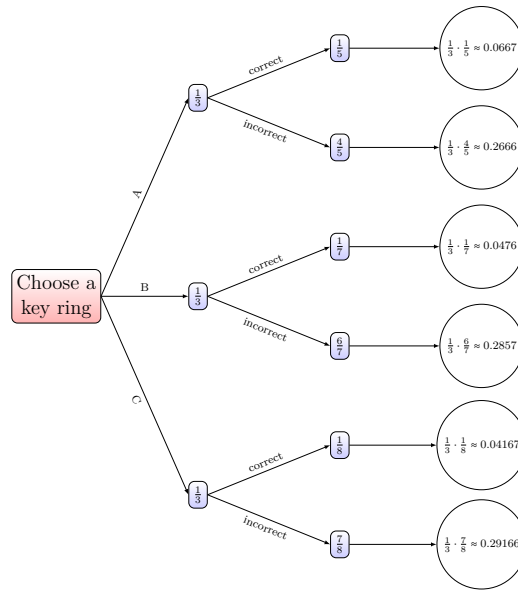 Choose a
key ring
A
1/3
correct
1/5
1/3 · 1/5 ≈ 0.0667
incorrect
4/5
1/3 · 4/5 ≈ 0.2666
B
1/3
correct
1/7
1/3 · 1/7 ≈ 0.0476
incorrect
6/7
1/3 · 6/7 ≈ 0.2857
C
1/3
correct
1/8
1/3 · 1/8 ≈ 0.04167
incorrect
7/8
1/3 · 7/8 ≈ 0.29166